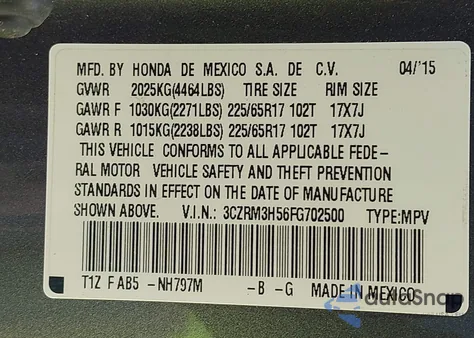 MFD. BY HONDA DE MEXICO S.A. DE C.V. 04/'15
GVWR 2025KG(4464LBS) TIRE SIZE RIM SIZE
GAWR F 1030KG(2271LBS) 225/65R17 102T 17X7J
GAWR R 1015KG(2238LBS) 225/65R17 102T 17X7J
THIS VEHICLE CONFORMS TO ALL APPLICABLE FEDE-
RAL MOTOR VEHICLE SAFETY AND THEFT PREVENTION
STANDARDS IN EFFECT ON THE DATE OF MANUFACTURE
SHOWN ABOVE. V.I.N.: 3CZRM3H56FG702500 TYPE:MPV
T1Z F AB5 -NH797M -B -G MADE IN MEXICO
autoSnap